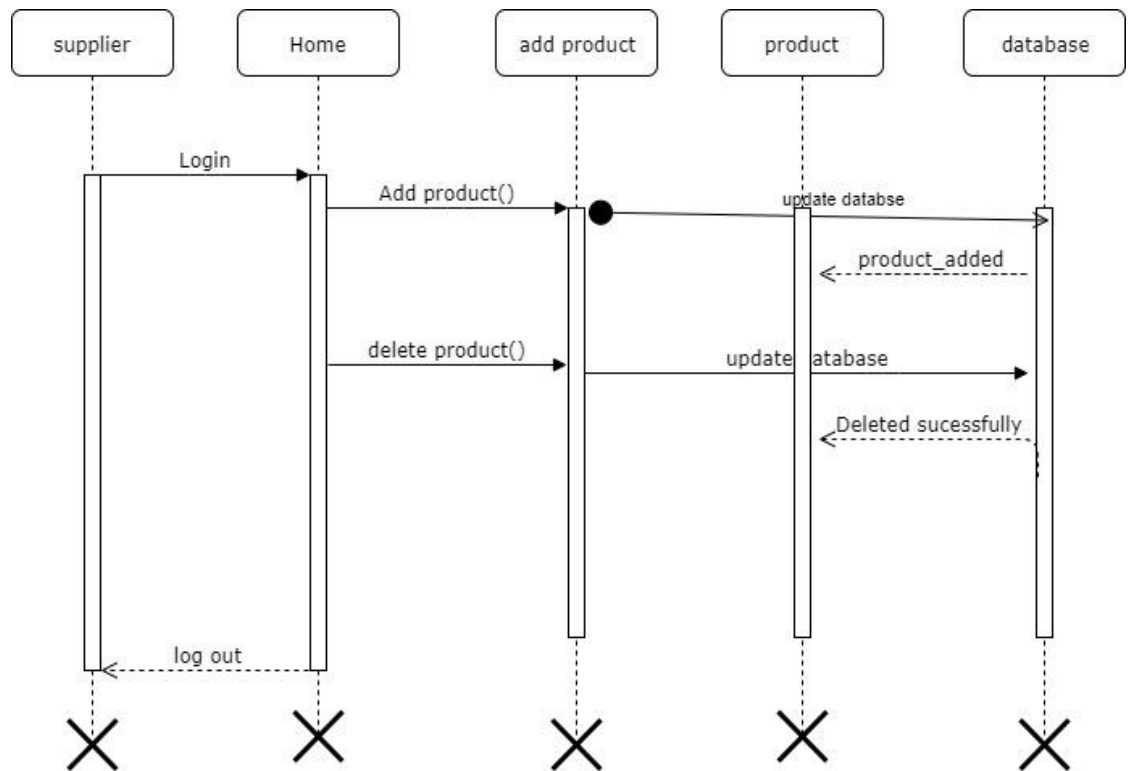 supplier
Home
add product
product
database
Login
Add product()
update databse
product_added
delete product()
update database
Deleted sucessfully
log out